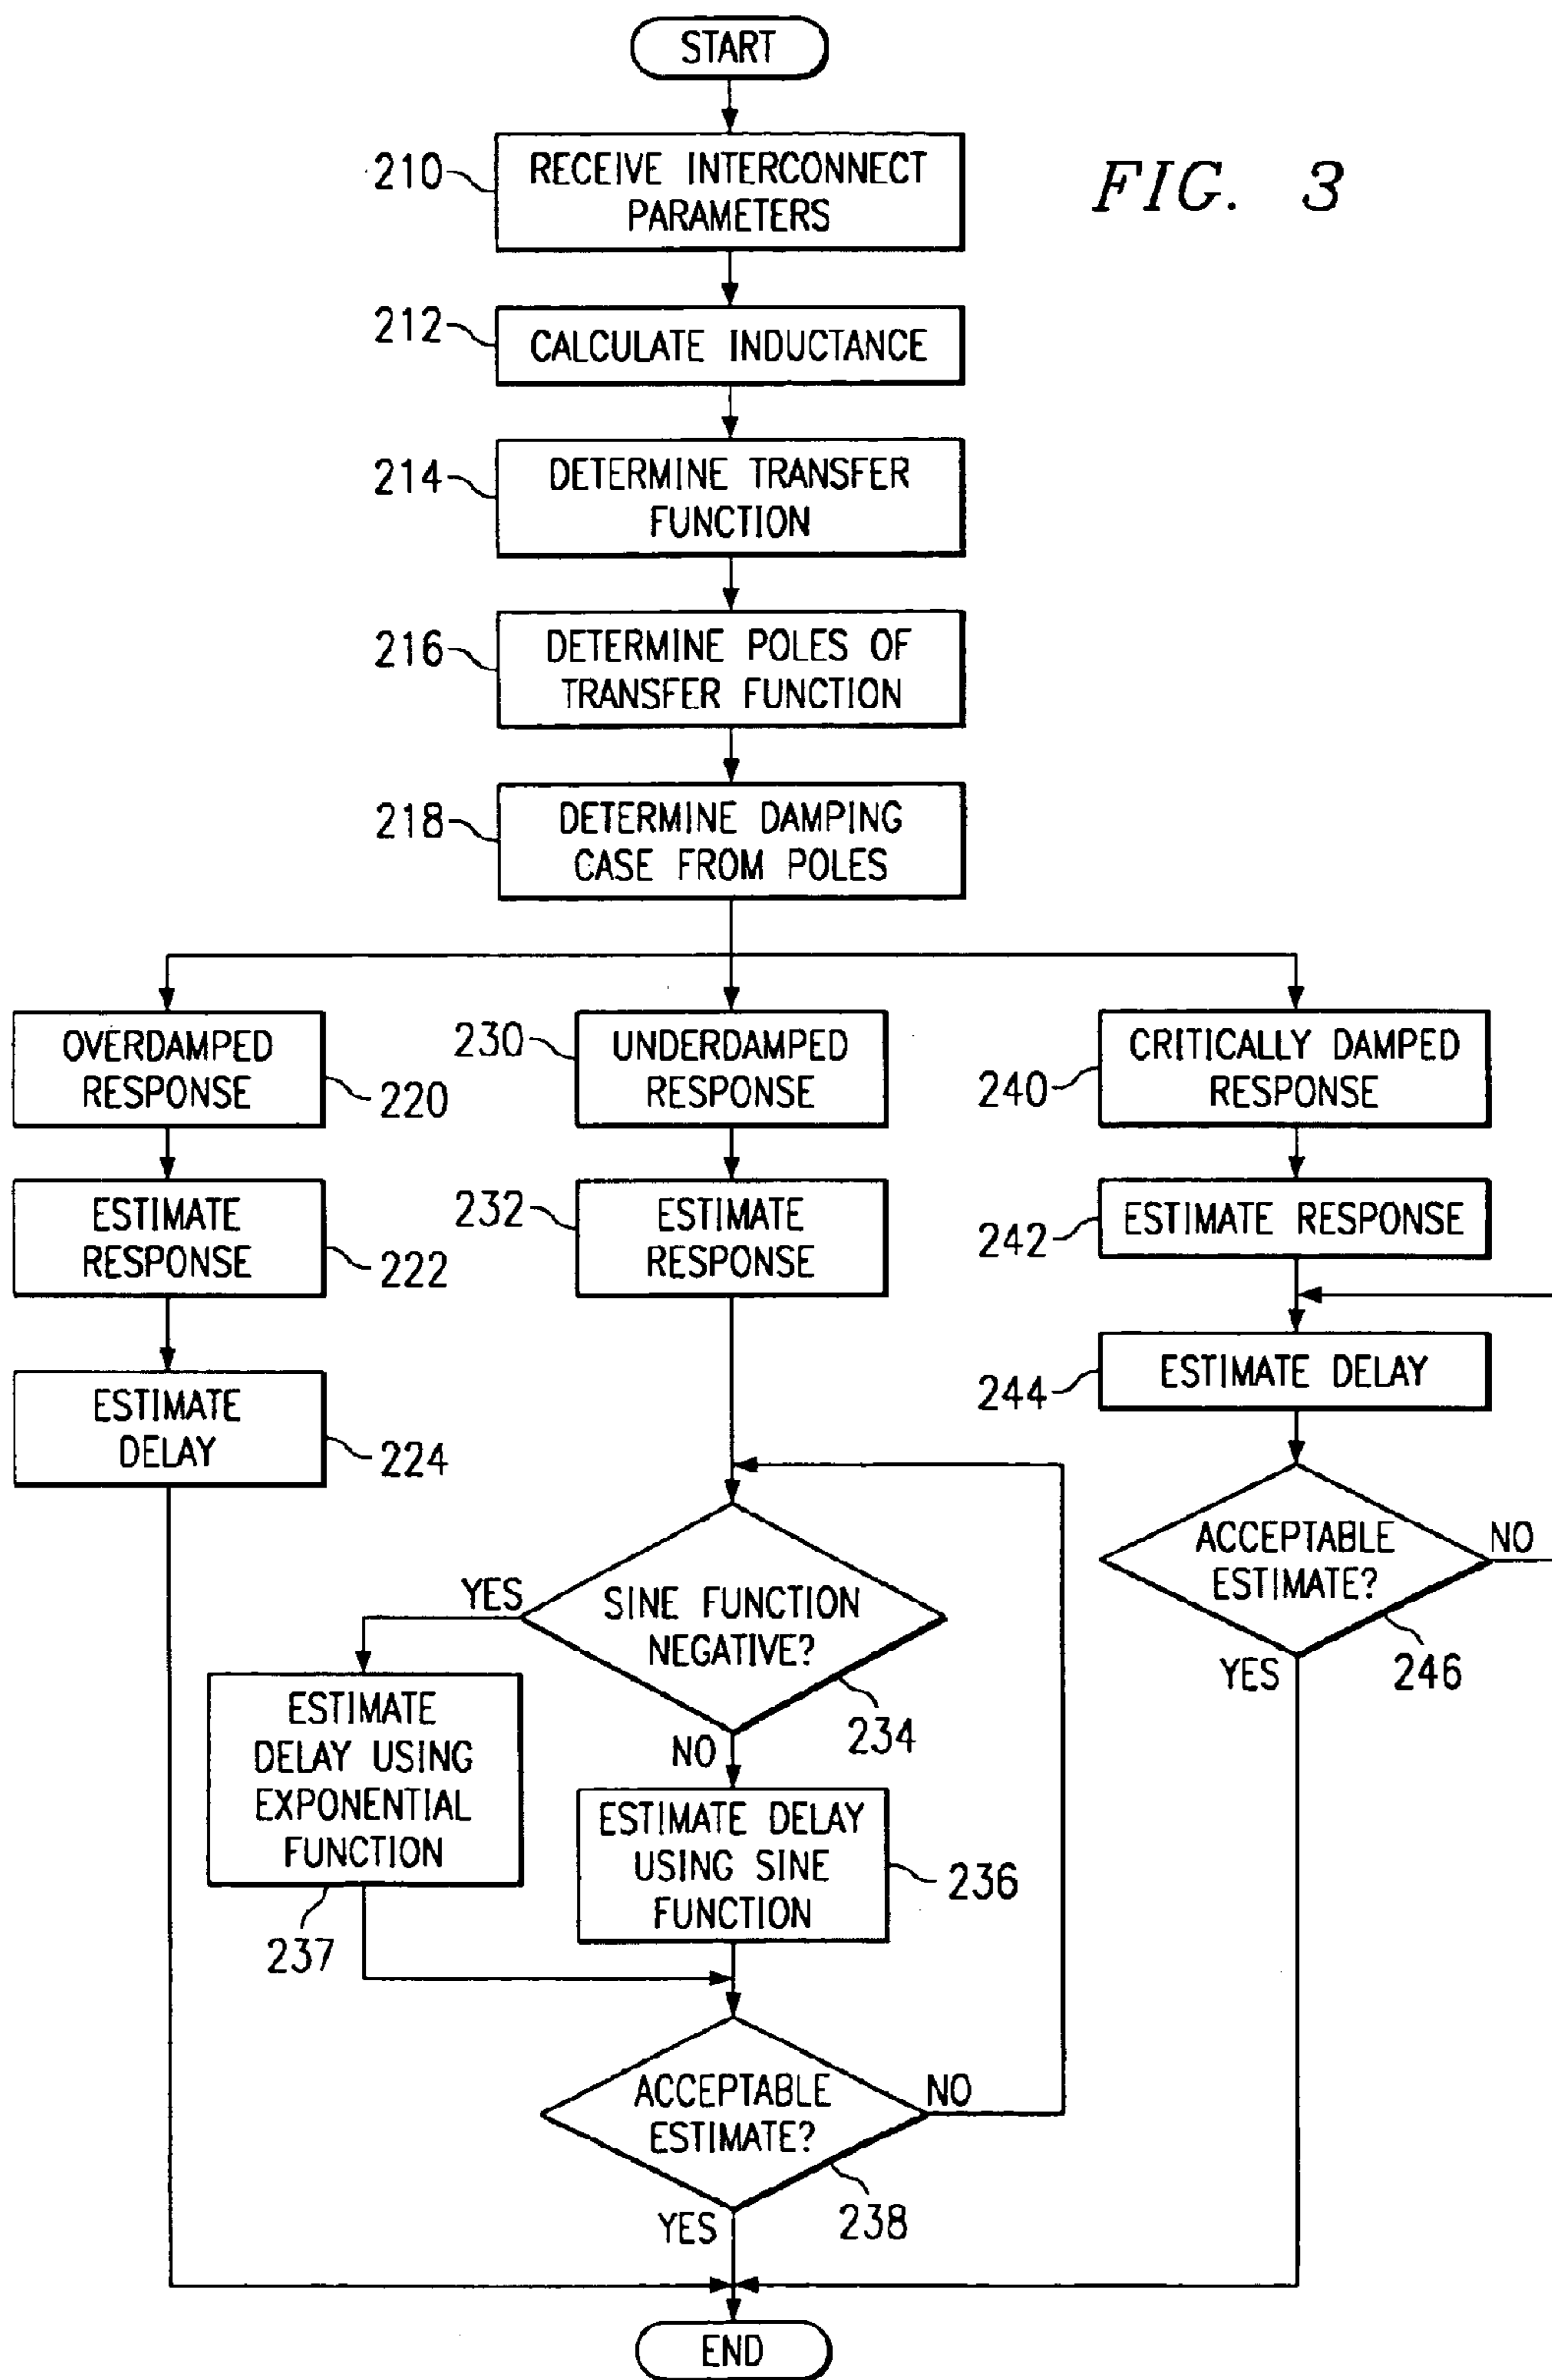 START
210
RECEIVE INTERCONNECT
PARAMETERS
FIG. 3
212
CALCULATE INDUCTANCE
214
DETERMINE TRANSFER
FUNCTION
216
DETERMINE POLES OF
TRANSFER FUNCTION
218
DETERMINE DAMPING
CASE FROM POLES
OVERDAMPED
RESPONSE
220
230
UNDERDAMPED
RESPONSE
240
CRITICALLY DAMPED
RESPONSE
ESTIMATE
RESPONSE
222
232
ESTIMATE
RESPONSE
242
ESTIMATE RESPONSE
ESTIMATE
DELAY
224
244
ESTIMATE DELAY
ACCEPTABLE
ESTIMATE?
NO
YES
246
YES
SINE FUNCTION
NEGATIVE?
234
NO
ESTIMATE
DELAY USING
EXPONENTIAL
FUNCTION
237
ESTIMATE DELAY
USING SINE
FUNCTION
236
ACCEPTABLE
ESTIMATE?
NO
238
YES
END